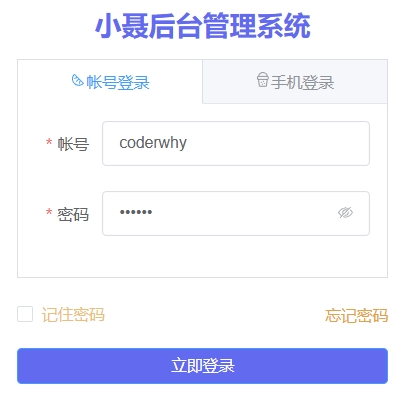 小聂后台管理系统
帐号登录 手机登录
* 帐号 coderwhy
* 密码 ••••••
记住密码 忘记密码
立即登录